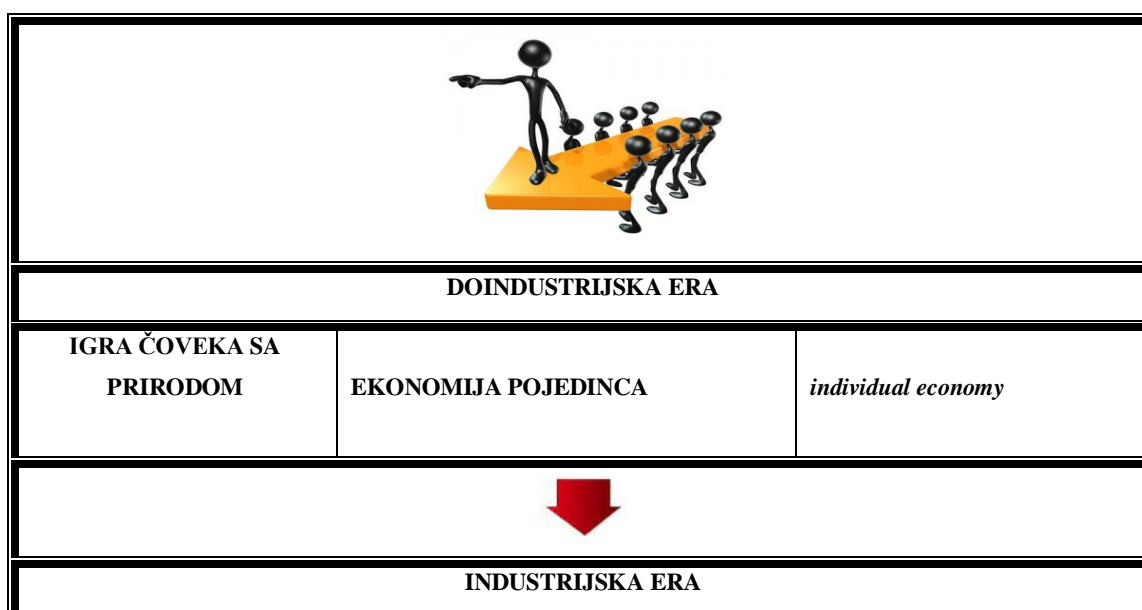 DOINDUSTRIJSKA ERA
IGRA ČOVEKA SA
PRIRODOM
EKONOMIJA POJEDINCA
individual economy
INDUSTRIJSKA ERA